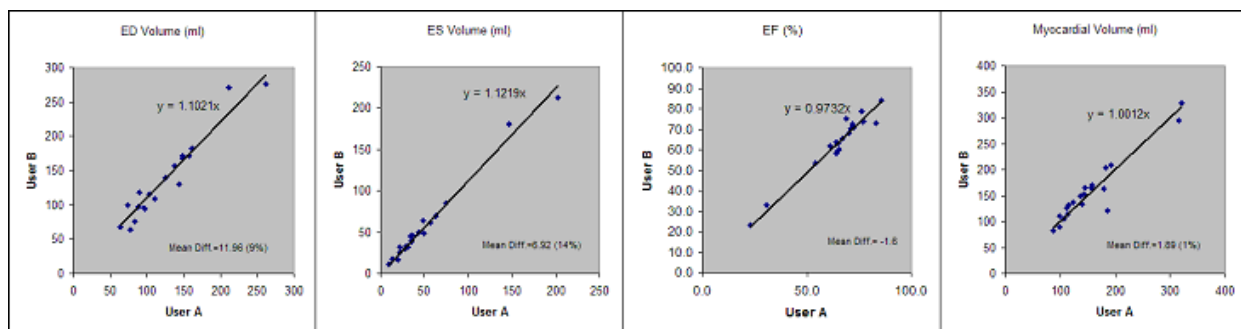 ED Volume (ml)
300
250
200
150
100
50
0
y = 1.1021x
User B
Mean Diff.=11.96 (9%)
0 50 100 150 200 250 300
User A
ES Volume (ml)
250
200
150
100
50
0
y = 1.1219x
User B
Mean Diff.=6.92 (14%)
0 50 100 150 200 250
User A
EF (%)
100.0
90.0
80.0
70.0
60.0
50.0
40.0
30.0
20.0
10.0
0.0
y = 0.9732x
User B
Mean Diff.= -1.6
0.0 50.0 100.0
User A
Myocardial Volume (ml)
400
350
300
250
200
150
100
50
0
y = 1.0012x
User B
Mean Diff.=1.69 (1%)
0 100 200 300 400
User A